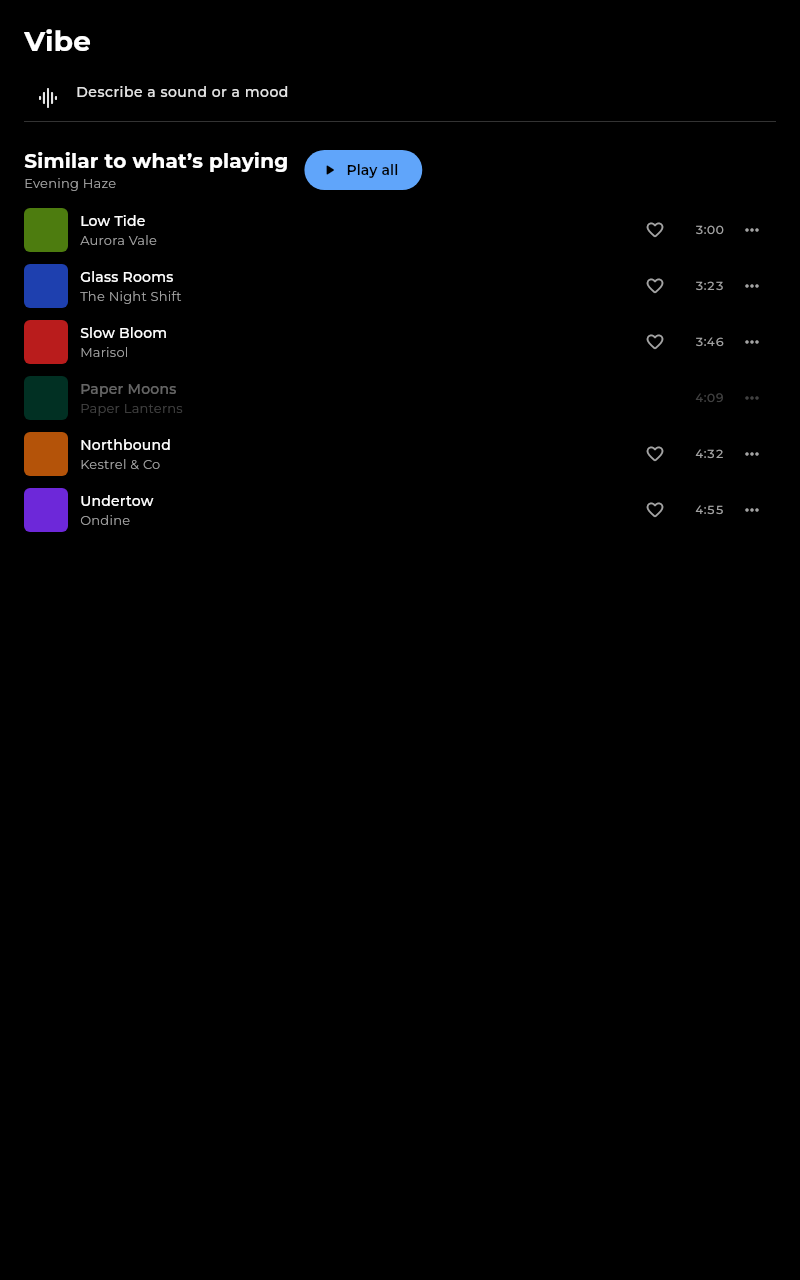 Vibe
Describe a sound or a mood
Similar to what’s playing
Evening Haze
Play all
Low Tide
Aurora Vale
3:00
Glass Rooms
The Night Shift
3:23
Slow Bloom
Marisol
3:46
Paper Moons
Paper Lanterns
4:09
Northbound
Kestrel & Co
4:32
Undertow
Ondine
4:55